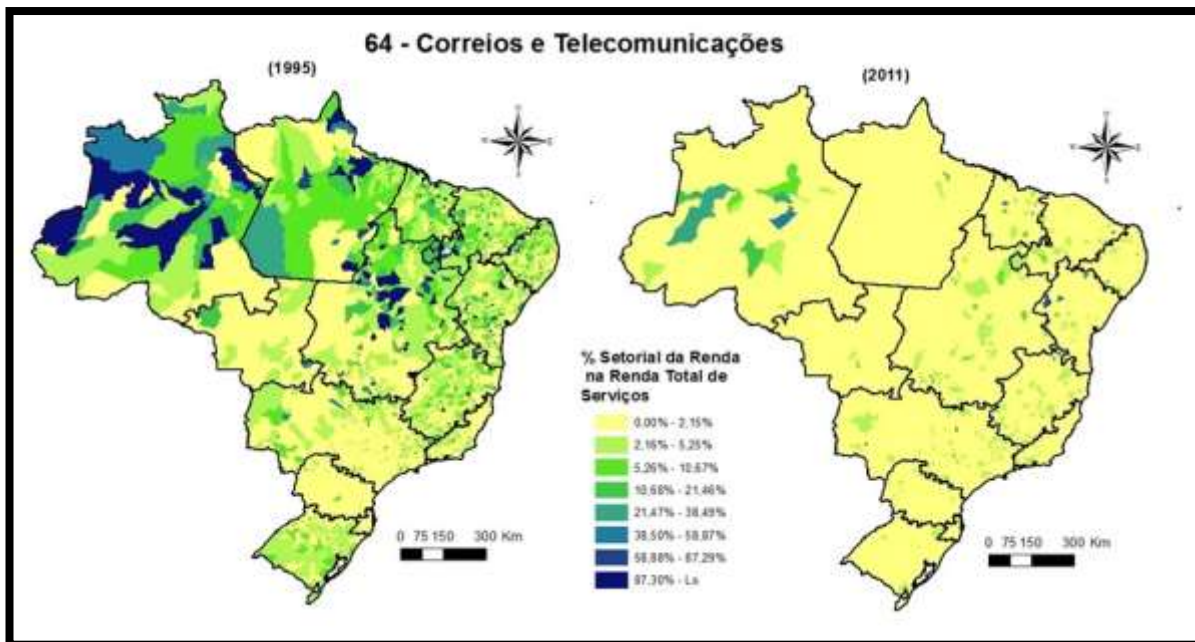 64 - Correios e Telecomunicações
(1995)
(2011)
% Setorial da Renda
na Renda Total de
Serviços
0,00% - 2,15%
2,16% - 5,25%
5,26% - 10,67%
10,68% - 21,46%
21,47% - 38,49%
38,50% - 58,87%
58,88% - 87,29%
87,30% - Ls
0 75 150 300 Km
0 75 150 300 Km